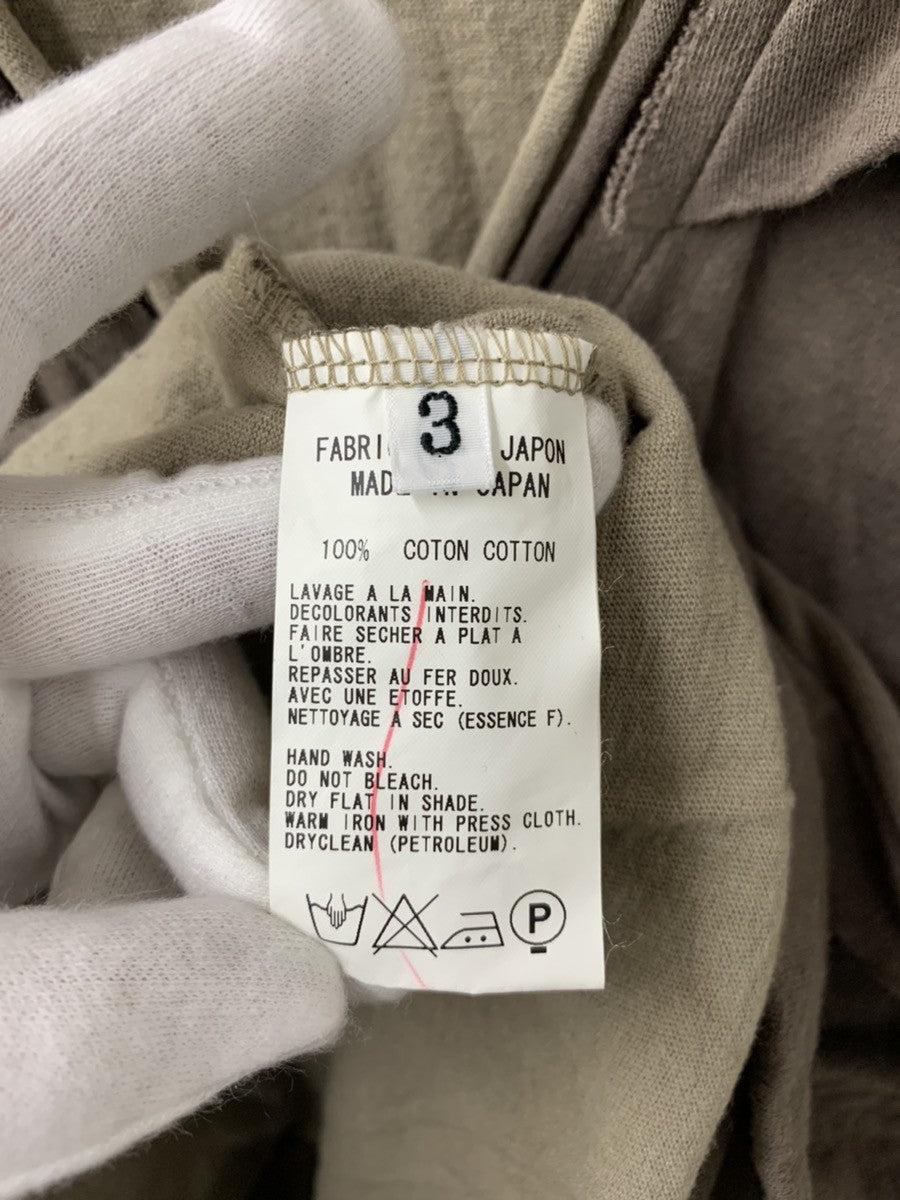 3
JAPON
JAPAN
100% COTON COTTON
LAVAGE A LA MAIN.
DECOLORANTS INTERDITS.
FAIRE SECHER A PLAT A
L'OMBRE.
REPASSER AU FER DOUX.
AVEC UNE ETOFFE.
NETTOYAGE A SEC (ESSENCE F).
HAND WASH.
DO NOT BLEACH.
DRY FLAT IN SHADE.
WARM IRON WITH PRESS CLOTH.
DRYCLEAN (PETROLEUM).
P